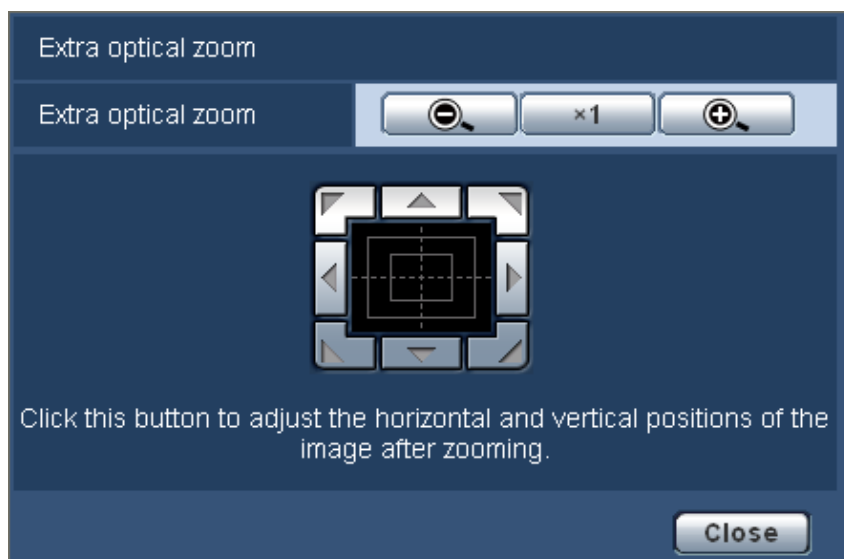 Extra optical zoom
Extra optical zoom
×1
Click this button to adjust the horizontal and vertical positions of the
image after zooming.
Close